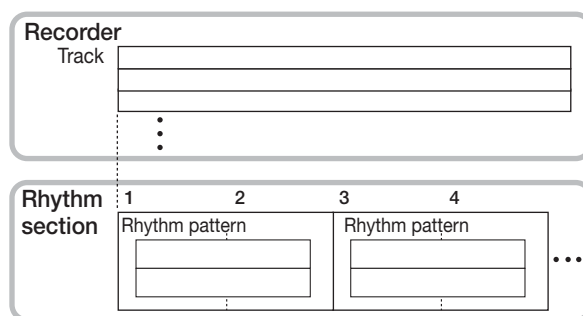 Recorder
Track
Rhythm section
1 2 3 4
Rhythm pattern Rhythm pattern